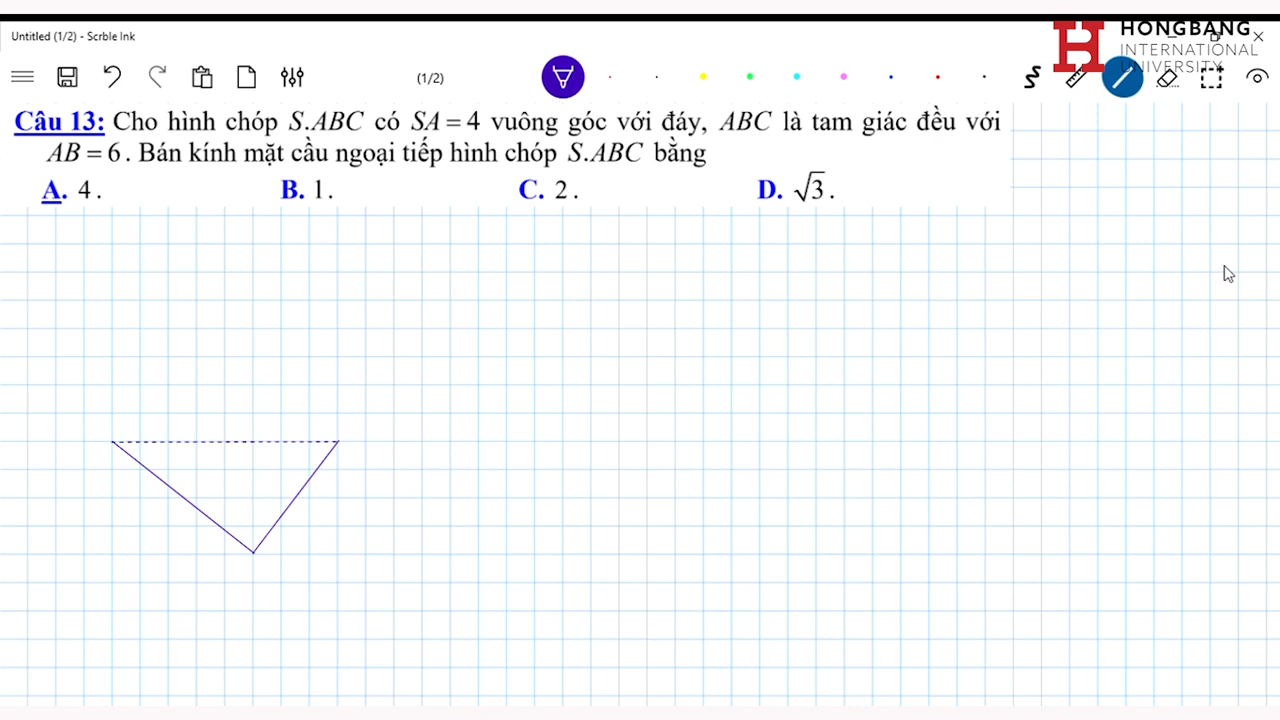 Untitled (1/2) - Scrble Ink
HONGBANG
INTERNATIONAL
UNIVERSITY
(1/2)
Câu 13: Cho hình chóp S.ABC có SA = 4 vuông góc với đáy, ABC là tam giác đều với
AB = 6. Bán kính mặt cầu ngoại tiếp hình chóp S.ABC bằng
A. 4. B. 1. C. 2. D. √3.